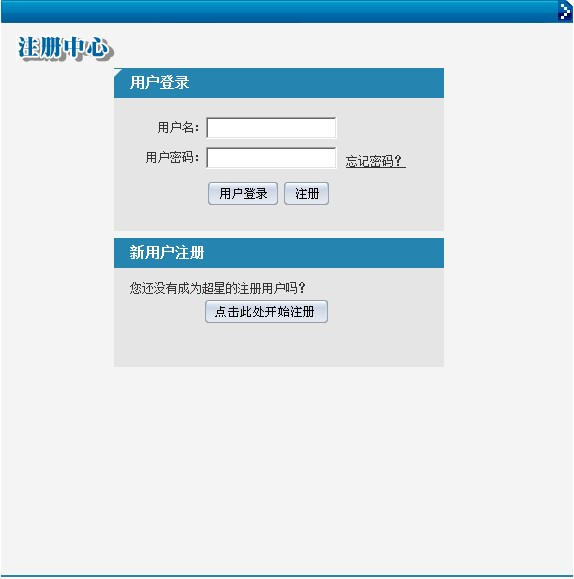 注册中心
用户登录
用户名：
用户密码： 忘记密码？
用户登录 注册
新用户注册
您还没有成为超星的注册用户吗？
点击此处开始注册